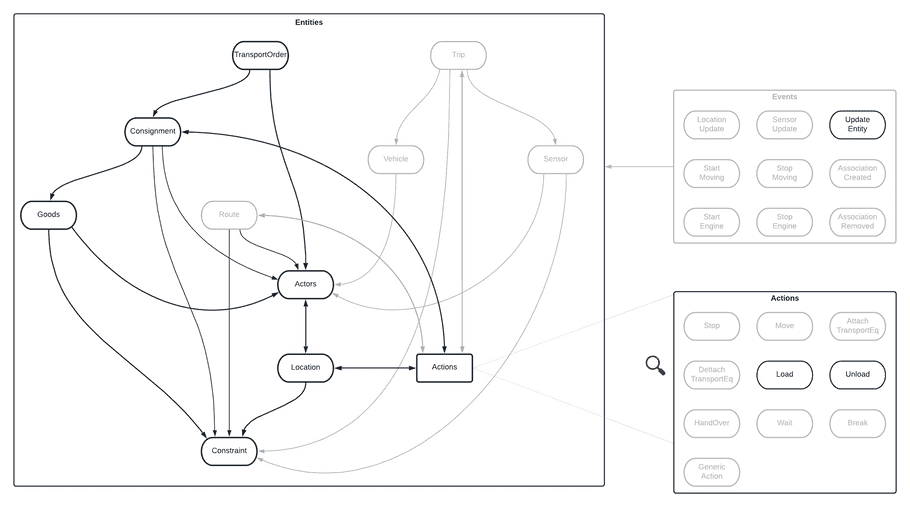 Entities
TransportOrder
Trip
Consignment
Vehicle
Sensor
Goods
Route
Actors
Location
Actions
Constraint
Events
Location
Update
Sensor
Update
Update
Entity
Start
Moving
Stop
Moving
Association
Created
Start
Engine
Stop
Engine
Association
Removed
Actions
Stop
Move
Attach
TransportEq
Dettach
TransportEq
Load
Unload
HandOver
Wait
Break
Generic
Action